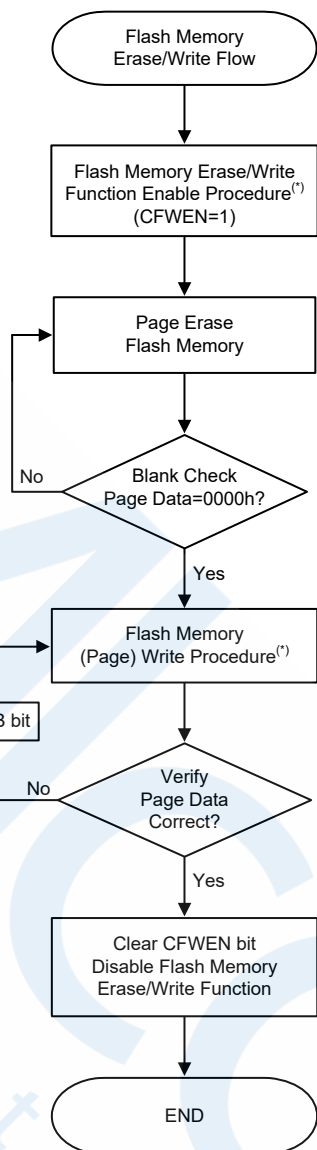 Flash Memory
Erase/Write Flow
Flash Memory Erase/Write
Function Enable Procedure(*)
(CFWEN=1)
Page Erase
Flash Memory
No
Blank Check
Page Data=0000h?
Yes
Flash Memory
(Page) Write Procedure(*)
bit
No
Verify
Page Data
Correct?
Yes
Clear CFWEN bit
Disable Flash Memory
Erase/Write Function
END